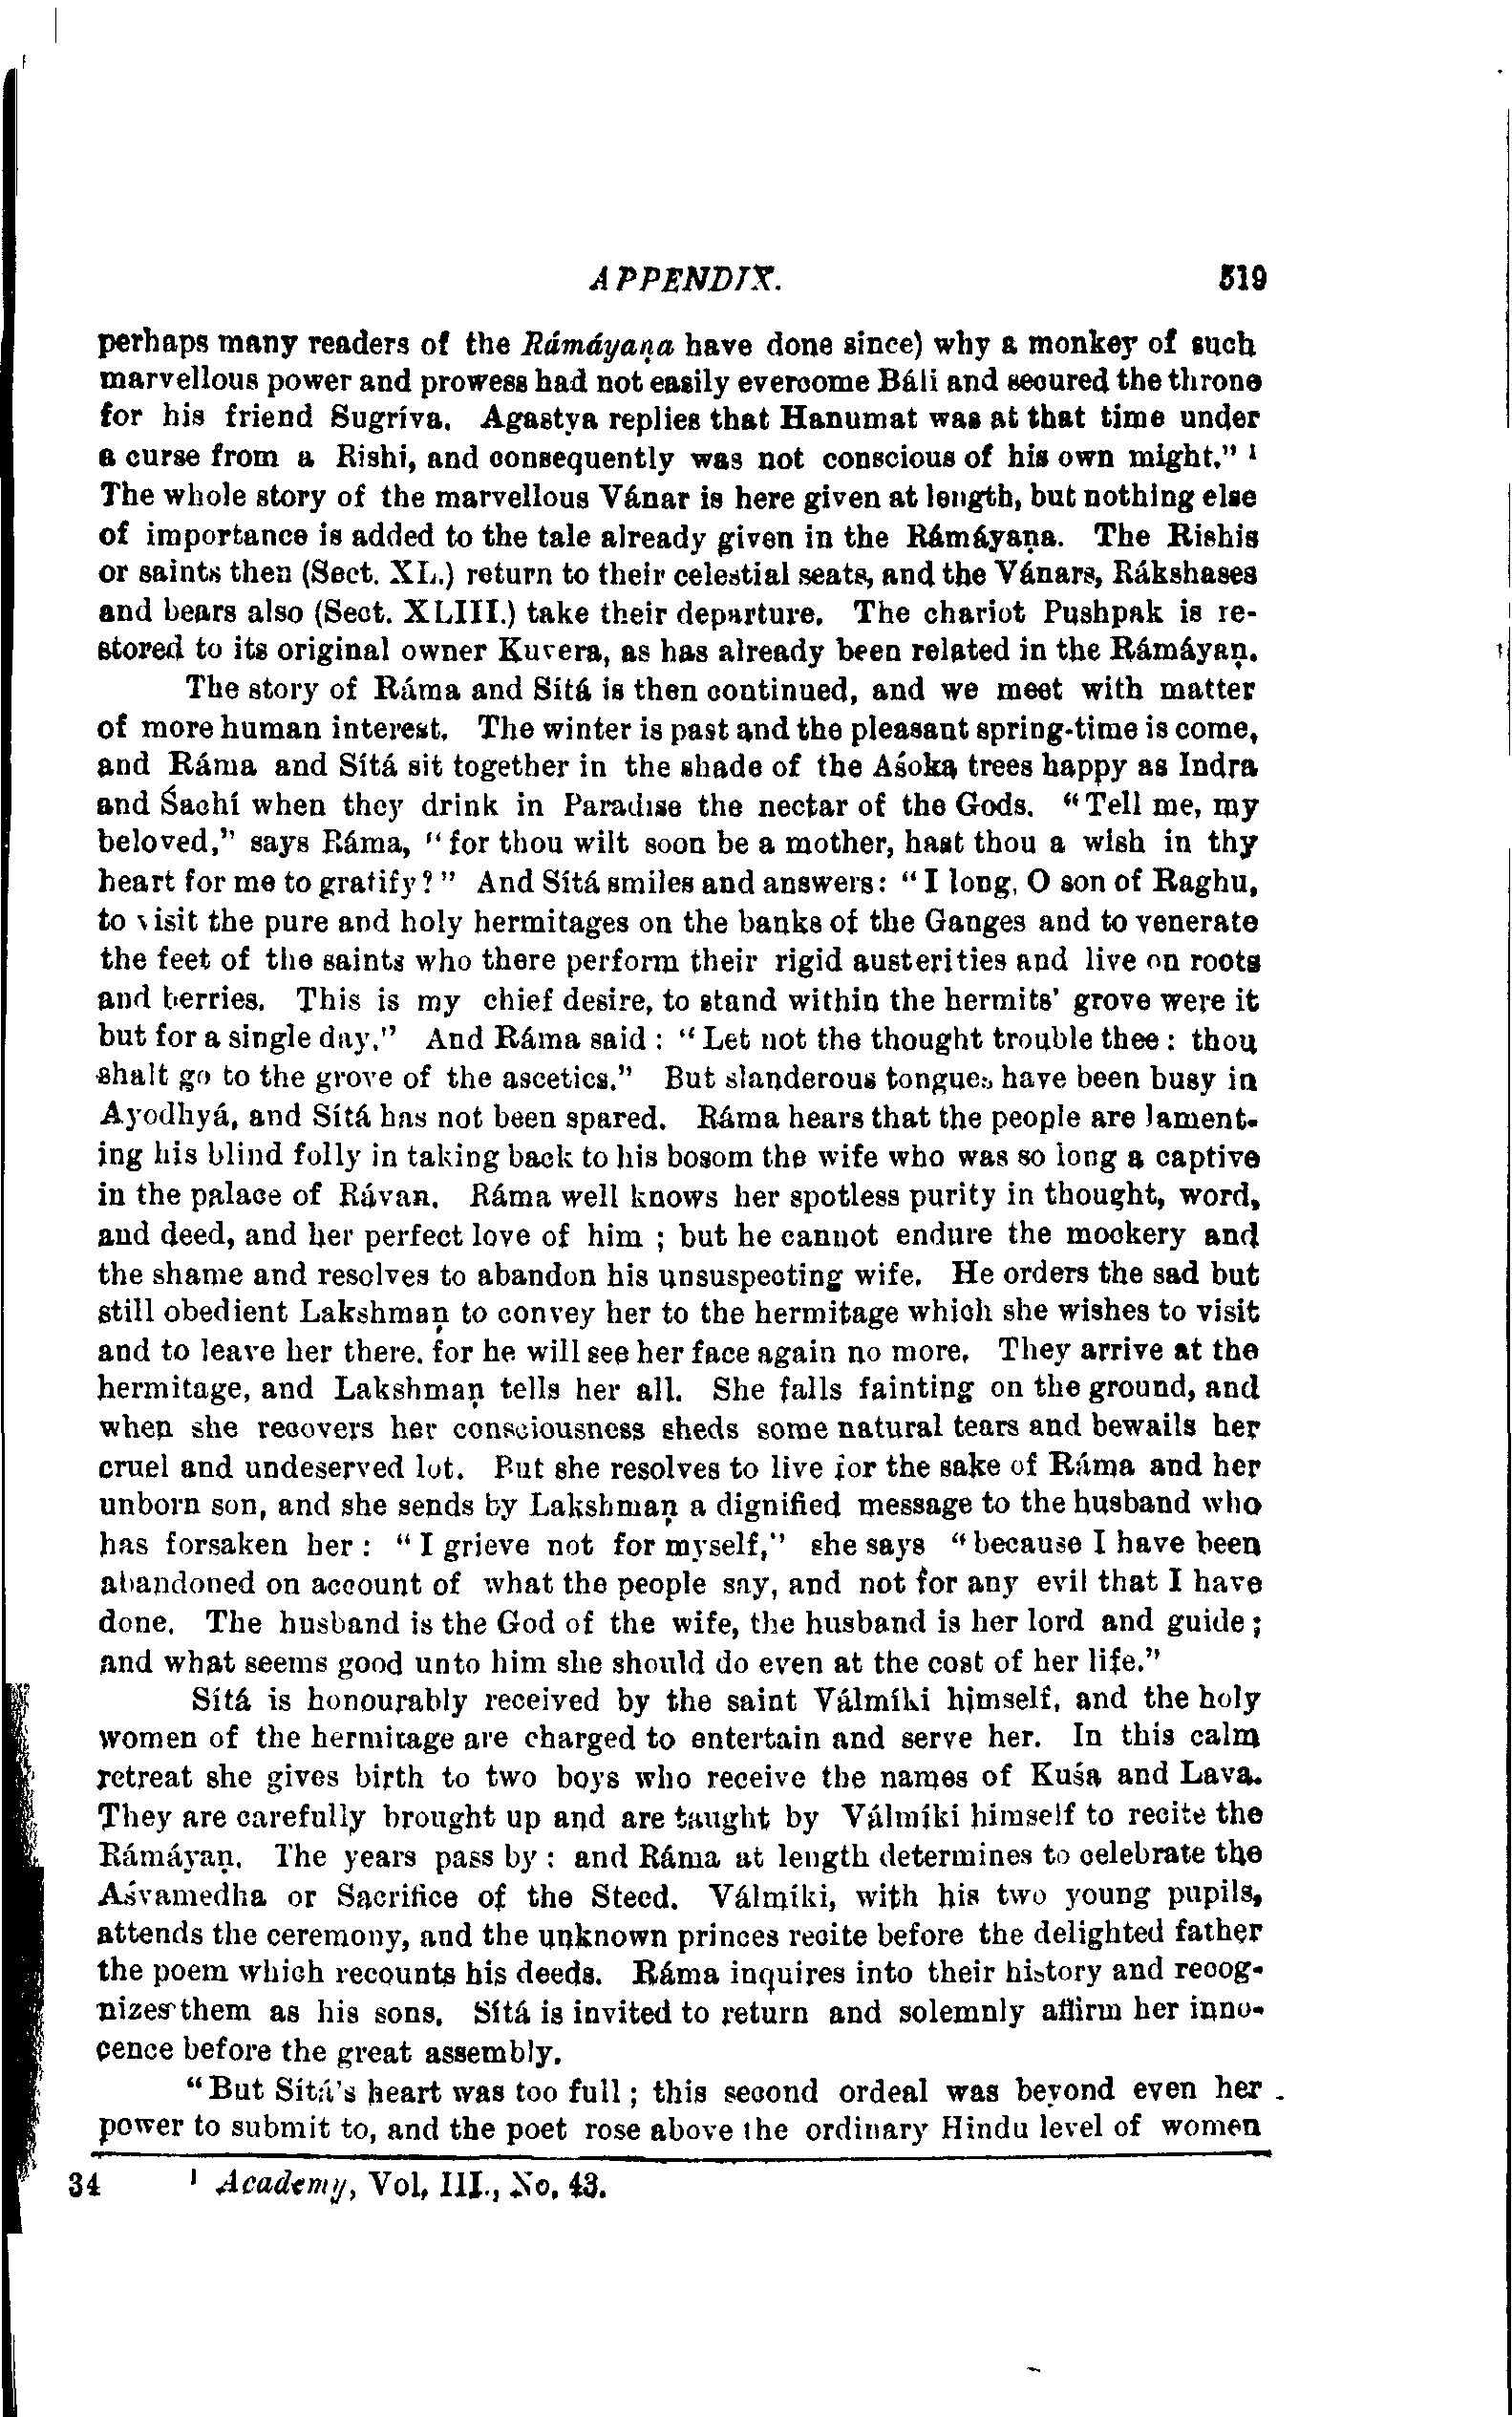 APPENDIX. 519
perhaps many readers of the Rámáyaṇa have done since) why a monkey of such
marvellous power and prowess had not easily everoome Báli and secured the throne
for his friend Sugríva. Agastya replies that Hanumat was at that time under
a curse from a Rishi, and consequently was not conscious of his own might." ¹
The whole story of the marvellous Vánar is here given at length, but nothing else
of importance is added to the tale already given in the Rámáyaṇa. The Rishis
or saints then (Sect. XL.) return to their celestial seats, and the Vánars, Rákshases
and bears also (Sect. XLIII.) take their departure. The chariot Pushpak is re-
stored to its original owner Kuvera, as has already been related in the Rámáyaṇ.
The story of Ráma and Sítá is then continued, and we meet with matter
of more human interest. The winter is past and the pleasant spring-time is come,
and Ráma and Sítá sit together in the shade of the Aśoka trees happy as Indra
and Śachí when they drink in Paradise the nectar of the Gods. "Tell me, my
beloved," says Ráma, "for thou wilt soon be a mother, hast thou a wish in thy
heart for me to gratify?" And Sítá smiles and answers: "I long, O son of Raghu,
to visit the pure and holy hermitages on the banks of the Ganges and to venerate
the feet of the saints who there perform their rigid austerities and live on roots
and berries. This is my chief desire, to stand within the hermits' grove were it
but for a single day." And Ráma said : "Let not the thought trouble thee : thou
shalt go to the grove of the ascetics." But slanderous tongues have been busy in
Ayodhyá, and Sítá has not been spared. Ráma hears that the people are lament-
ing his blind folly in taking back to his bosom the wife who was so long a captive
in the palace of Rávan. Ráma well knows her spotless purity in thought, word,
and deed, and her perfect love of him ; but he cannot endure the mockery and
the shame and resolves to abandon his unsuspecting wife. He orders the sad but
still obedient Lakshmaṇ to convey her to the hermitage which she wishes to visit
and to leave her there, for he will see her face again no more. They arrive at the
hermitage, and Lakshmaṇ tells her all. She falls fainting on the ground, and
when she recovers her consciousness sheds some natural tears and bewails her
cruel and undeserved lot. But she resolves to live for the sake of Ráma and her
unborn son, and she sends by Lakshmaṇ a dignified message to the husband who
has forsaken her : "I grieve not for myself," she says "because I have been
abandoned on account of what the people say, and not for any evil that I have
done. The husband is the God of the wife, the husband is her lord and guide ;
and what seems good unto him she should do even at the cost of her life."
Sítá is honourably received by the saint Válmíki himself, and the holy
women of the hermitage are charged to entertain and serve her. In this calm
retreat she gives birth to two boys who receive the names of Kuśa and Lava.
They are carefully brought up and are taught by Válmíki himself to recite the
Rámáyaṇ. The years pass by : and Ráma at length determines to celebrate the
Aśvamedha or Sacrifice of the Steed. Válmíki, with his two young pupils,
attends the ceremony, and the unknown princes recite before the delighted father
the poem which recounts his deeds. Ráma inquires into their history and recog-
nizes them as his sons. Sítá is invited to return and solemnly affirm her inno-
cence before the great assembly.
"But Sítá's heart was too full ; this second ordeal was beyond even her
power to submit to, and the poet rose above the ordinary Hindu level of women
34 ¹ Academy, Vol. III., No. 43.